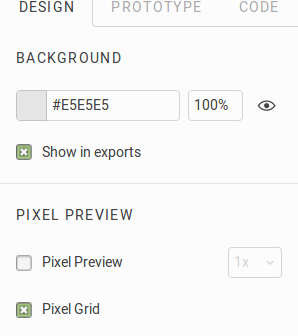 DESIGN PROTOTYPE CODE
BACKGROUND
#E5E5E5 100%
Show in exports
PIXEL PREVIEW
Pixel Preview 1x
Pixel Grid